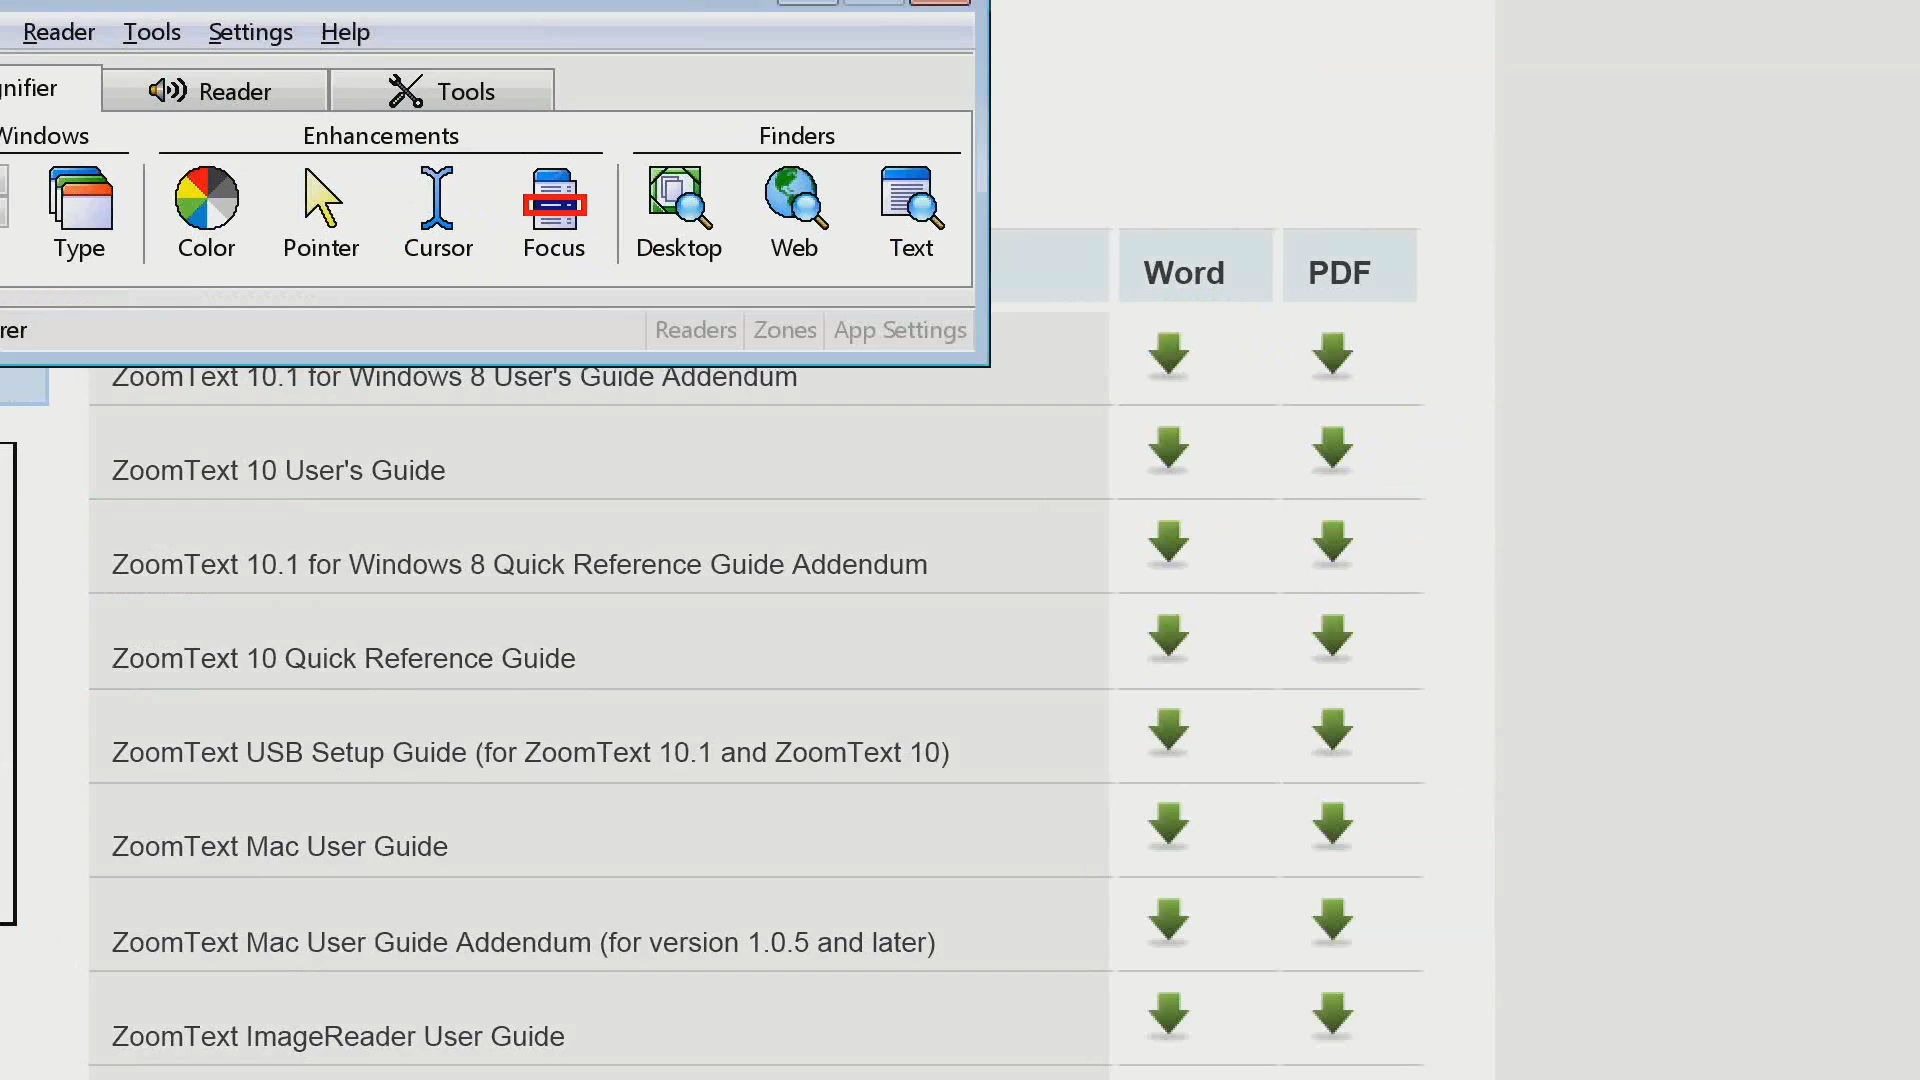 Reader Tools Settings Help
nifier Reader Tools
Windows Enhancements Finders
Type Color Pointer Cursor Focus Desktop Web Text
Word PDF
rer Readers Zones App Settings
ZoomText 10.1 for Windows 8 User's Guide Addendum
ZoomText 10 User's Guide
ZoomText 10.1 for Windows 8 Quick Reference Guide Addendum
ZoomText 10 Quick Reference Guide
ZoomText USB Setup Guide (for ZoomText 10.1 and ZoomText 10)
ZoomText Mac User Guide
ZoomText Mac User Guide Addendum (for version 1.0.5 and later)
ZoomText ImageReader User Guide